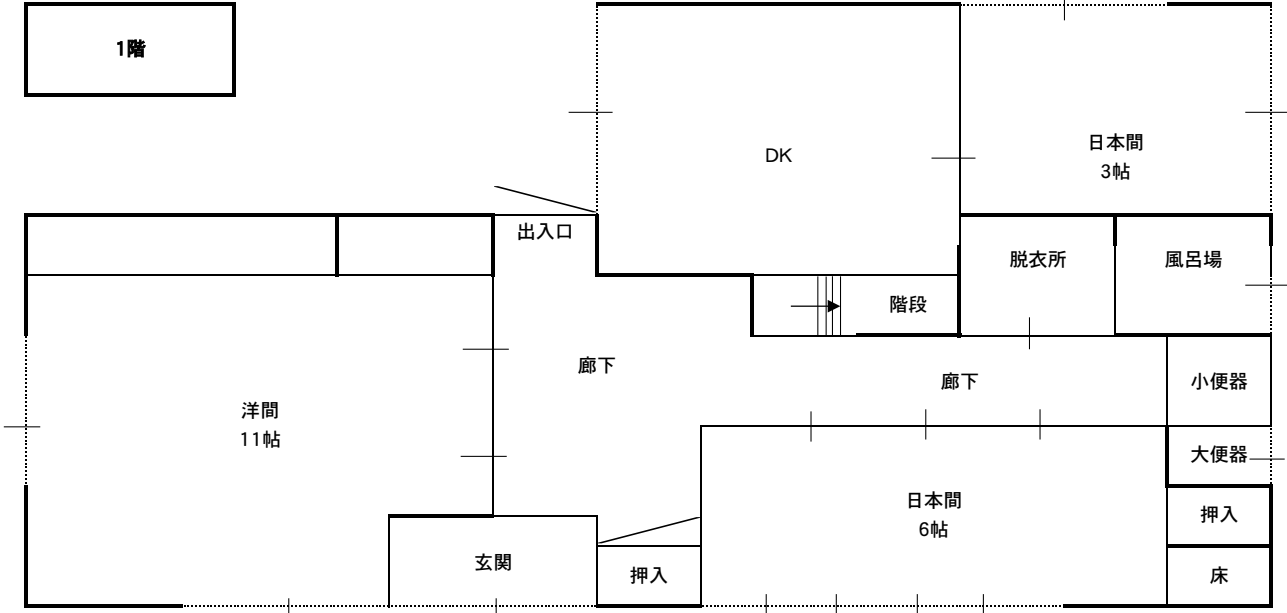 1階
DK
日本間
3帖
出入口
脱衣所
風呂場
階段
廊下
廊下
小便器
洋間
11帖
大便器
日本間
6帖
押入
玄関
押入
床